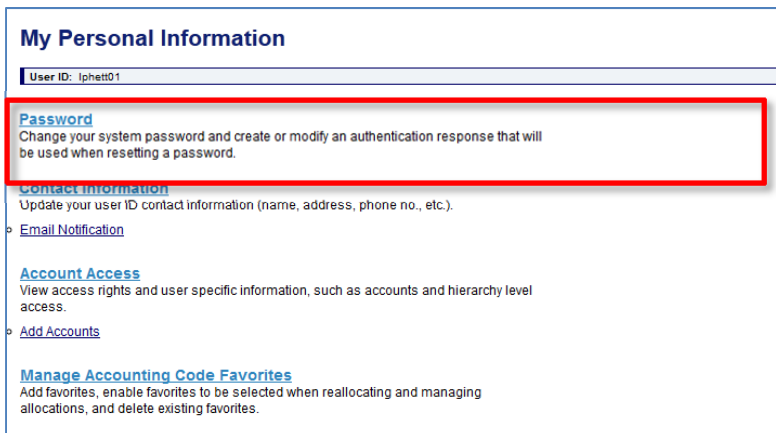 My Personal Information
User ID: lphett01
Password
Change your system password and create or modify an authentication response that will
be used when resetting a password.
Contact Information
Update your user ID contact information (name, address, phone no., etc.).
Email Notification
Account Access
View access rights and user specific information, such as accounts and hierarchy level
access.
Add Accounts
Manage Accounting Code Favorites
Add favorites, enable favorites to be selected when reallocating and managing
allocations, and delete existing favorites.